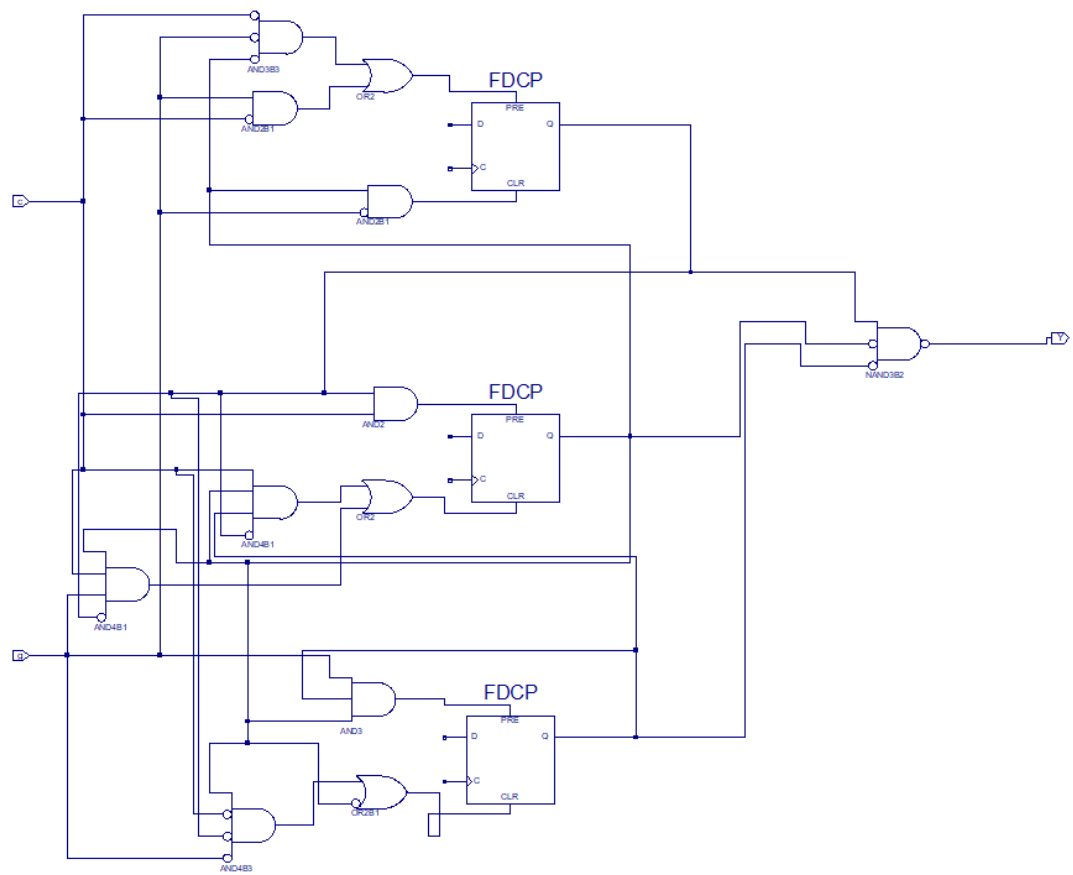 AND3B3
OR2
FDCP
PRE
D
Q
C
CLR
AND2B1
c
AND2B1
Y
NAND3B2
FDCP
PRE
D
Q
C
CLR
AND2
OR2
AND4B1
AND4B1
g
FDCP
PRE
D
Q
C
CLR
AND3
OR2B1
AND4B3